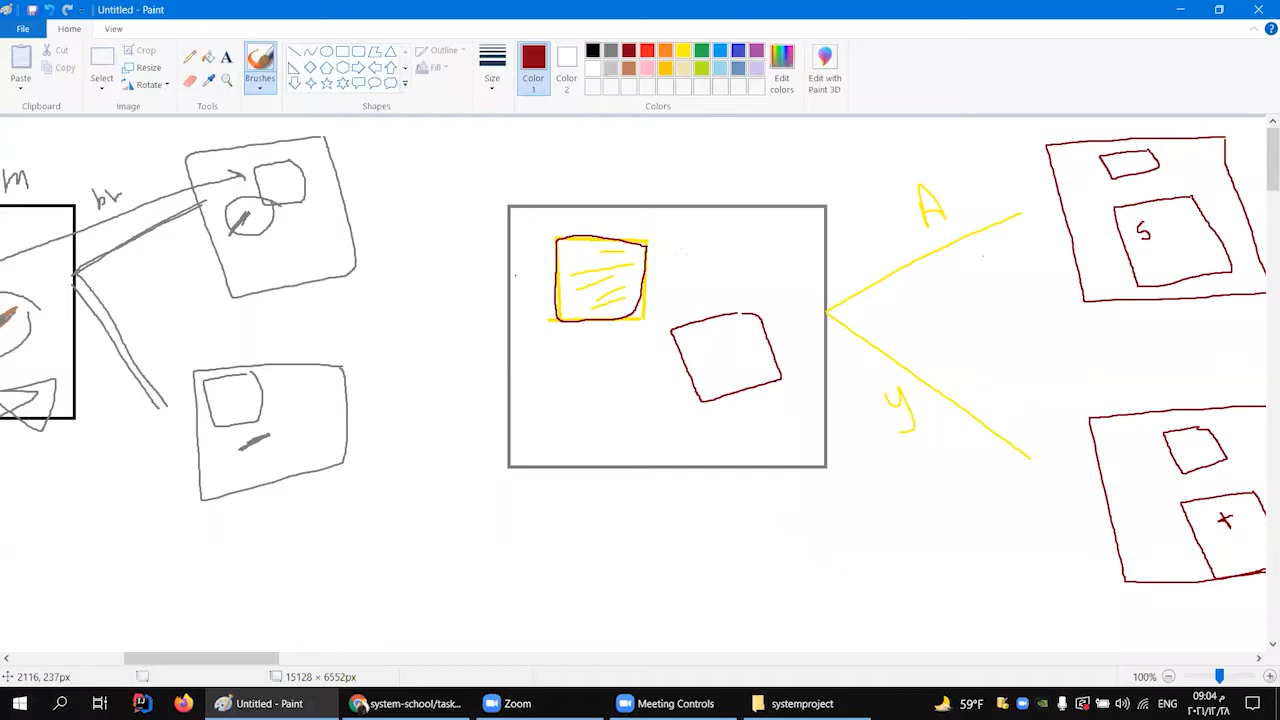 Untitled - Paint
File
Home
View
Paste
Cut
Copy
Clipboard
Select
Crop
Resize
Rotate
Image
A
Tools
Brushes
Shapes
Outline
Fill
Size
Color 1
Color 2
Edit colors
Edit with Paint 3D
Colors
m
br
A
y
S
x
2116, 237px
15128 × 6552px
100%
Untitled - Paint
system-school/task...
Zoom
Meeting Controls
systemproject
59°F
09:04 م